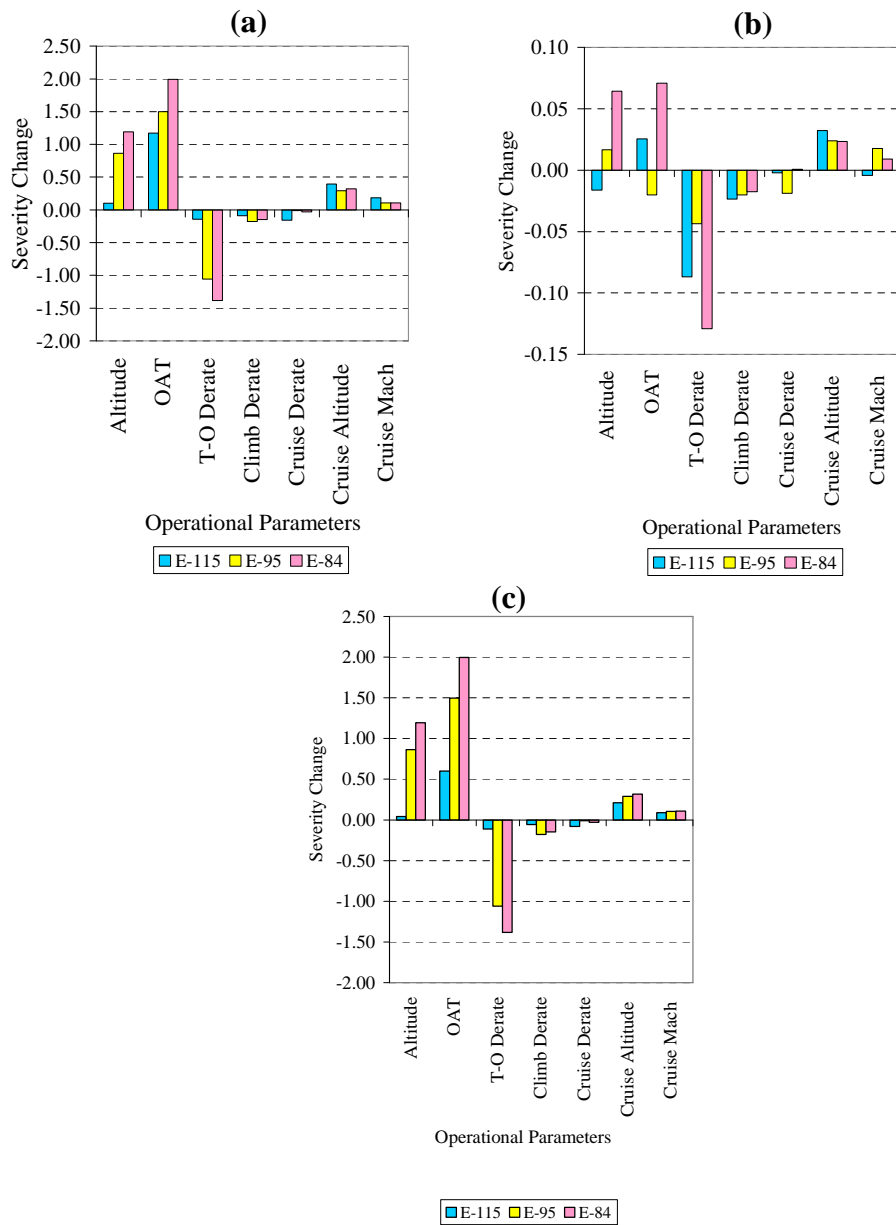 (a)
2.50
2.00
1.50
1.00
0.50
0.00
-0.50
-1.00
-1.50
-2.00
Severity Change
Altitude
OAT
T-O Derate
Climb Derate
Cruise Derate
Cruise Altitude
Cruise Mach
Operational Parameters
E-115 E-95 E-84
(b)
0.10
0.05
0.00
-0.05
-0.10
-0.15
Severity Change
Altitude
OAT
T-O Derate
Climb Derate
Cruise Derate
Cruise Altitude
Cruise Mach
Operational Parameters
E-115 E-95 E-84
(c)
2.50
2.00
1.50
1.00
0.50
0.00
-0.50
-1.00
-1.50
-2.00
Severity Change
Altitude
OAT
T-O Derate
Climb Derate
Cruise Derate
Cruise Altitude
Cruise Mach
Operational Parameters
E-115 E-95 E-84